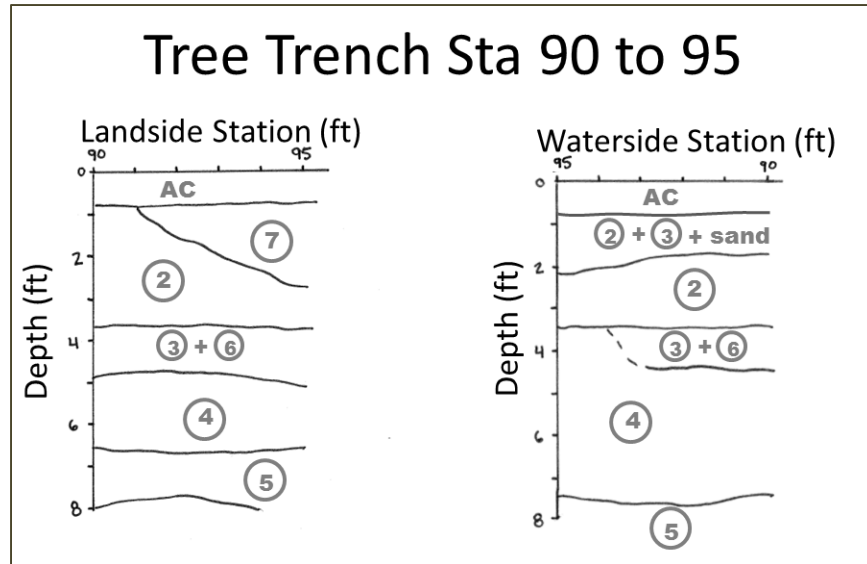 Tree Trench Sta 90 to 95
Landside Station (ft)
90 95
0
AC
7
2
2
Depth (ft)
4
3 + 6
4
6
5
8
Waterside Station (ft)
95 90
0
AC
2 + 3 + sand
2
2
Depth (ft)
4
3 + 6
4
6
8
5